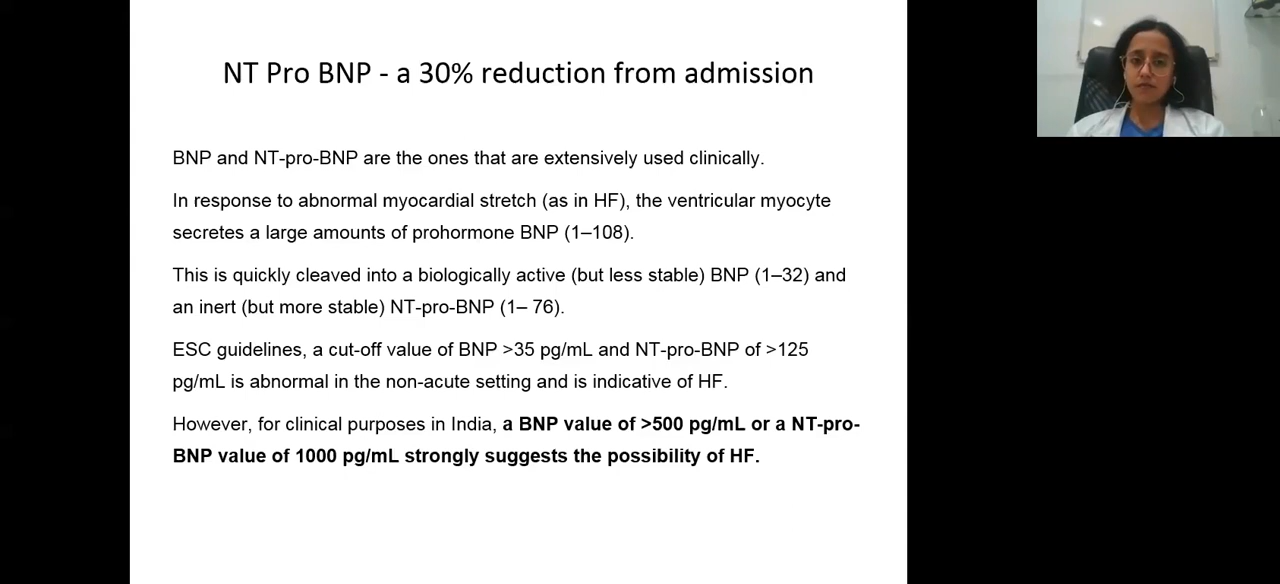 NT Pro BNP - a 30% reduction from admission
BNP and NT-pro-BNP are the ones that are extensively used clinically.
In response to abnormal myocardial stretch (as in HF), the ventricular myocyte
secretes a large amounts of prohormone BNP (1–108).
This is quickly cleaved into a biologically active (but less stable) BNP (1–32) and
an inert (but more stable) NT-pro-BNP (1– 76).
ESC guidelines, a cut-off value of BNP >35 pg/mL and NT-pro-BNP of >125
pg/mL is abnormal in the non-acute setting and is indicative of HF.
However, for clinical purposes in India, a BNP value of >500 pg/mL or a NT-pro-
BNP value of 1000 pg/mL strongly suggests the possibility of HF.